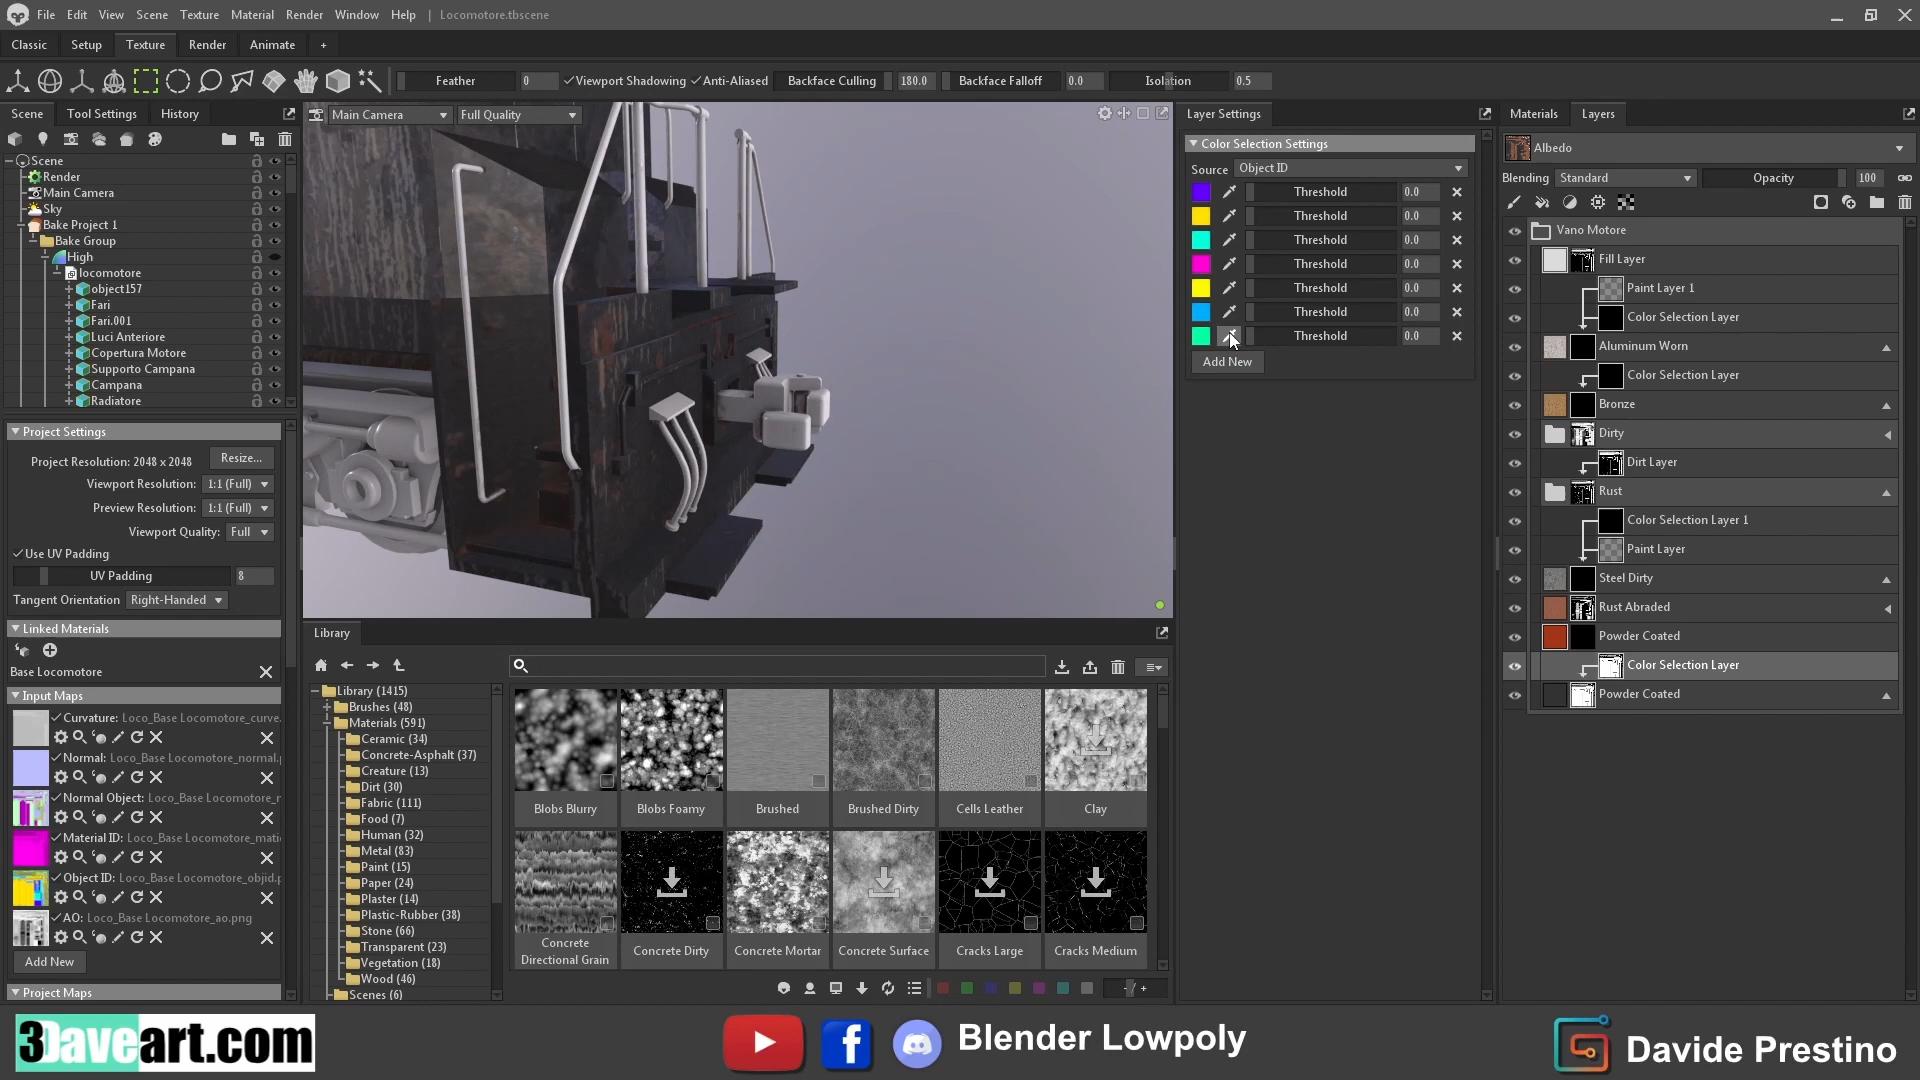 File Edit View Scene Texture Material Render Window Help | Locomotore.tbscene
Classic Setup Texture Render Animate +
Feather 0 Viewport Shadowing Anti-Aliased Backface Culling 180.0 Backface Falloff 0.0 Isolation 0.5
Scene Tool Settings History
Scene
Render
Main Camera
Sky
Bake Project 1
Bake Group
High
locomotore
object157
Fari
Fari.001
Luci Anteriore
Copertura Motore
Supporto Campana
Campana
Radiatore
Project Settings
Project Resolution: 2048 x 2048 Resize...
Viewport Resolution: 1:1 (Full)
Preview Resolution: 1:1 (Full)
Viewport Quality: Full
Use UV Padding
UV Padding 8
Tangent Orientation Right-Handed
Linked Materials
Base Locomotore
Input Maps
Curvature: Loco_Base Locomotore_curve
Normal: Loco_Base Locomotore_normal.p
Normal Object: Loco_Base Locomotore_r
Material ID: Loco_Base Locomotore_mati
Object ID: Loco_Base Locomotore_objid.p
AO: Loco_Base Locomotore_ao.png
Add New
Project Maps
Main Camera Full Quality
Library
Library (1415)
Brushes (48)
Materials (591)
Ceramic (34)
Concrete-Asphalt (37)
Creature (13)
Dirt (30)
Fabric (111)
Food (7)
Human (32)
Metal (83)
Paint (15)
Paper (24)
Plaster (14)
Plastic-Rubber (38)
Stone (66)
Transparent (23)
Vegetation (18)
Wood (46)
Scenes (6)
Blobs Blurry Blobs Foamy Brushed Brushed Dirty Cells Leather Clay
Concrete Directional Grain Concrete Dirty Concrete Mortar Concrete Surface Cracks Large Cracks Medium
Layer Settings
Color Selection Settings
Source Object ID
Threshold 0.0
Threshold 0.0
Threshold 0.0
Threshold 0.0
Threshold 0.0
Threshold 0.0
Threshold 0.0
Add New
Materials Layers
Albedo
Blending Standard Opacity 100
Vano Motore
Fill Layer
Paint Layer 1
Color Selection Layer
Aluminum Worn
Color Selection Layer
Bronze
Dirty
Dirt Layer
Rust
Color Selection Layer 1
Paint Layer
Steel Dirty
Rust Abraded
Powder Coated
Color Selection Layer
Powder Coated
3Daveart.com
Blender Lowpoly
Davide Prestino